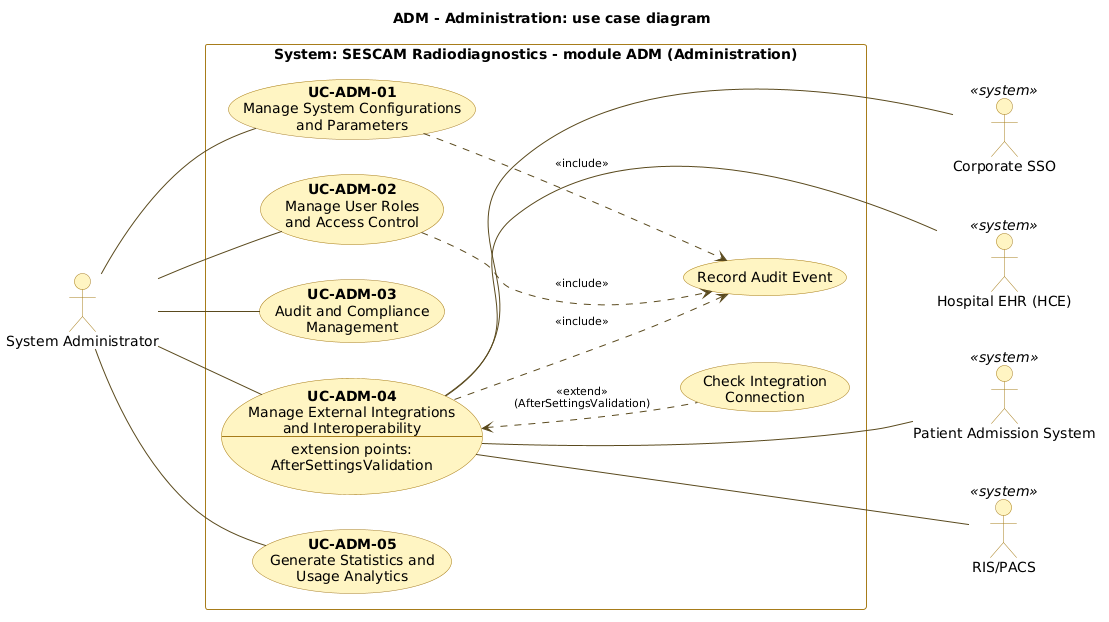 ADM - Administration: use case diagram
System: SESCAM Radiodiagnostics - module ADM (Administration)
UC-ADM-01
Manage System Configurations
and Parameters
UC-ADM-02
Manage User Roles
and Access Control
UC-ADM-03
Audit and Compliance
Management
UC-ADM-04
Manage External Integrations
and Interoperability
extension points:
AfterSettingsValidation
UC-ADM-05
Generate Statistics and
Usage Analytics
System Administrator
«include»
«include»
«include»
«extend»
(AfterSettingsValidation)
Record Audit Event
Check Integration
Connection
«system»
Corporate SSO
«system»
Hospital EHR (HCE)
«system»
Patient Admission System
«system»
RIS/PACS